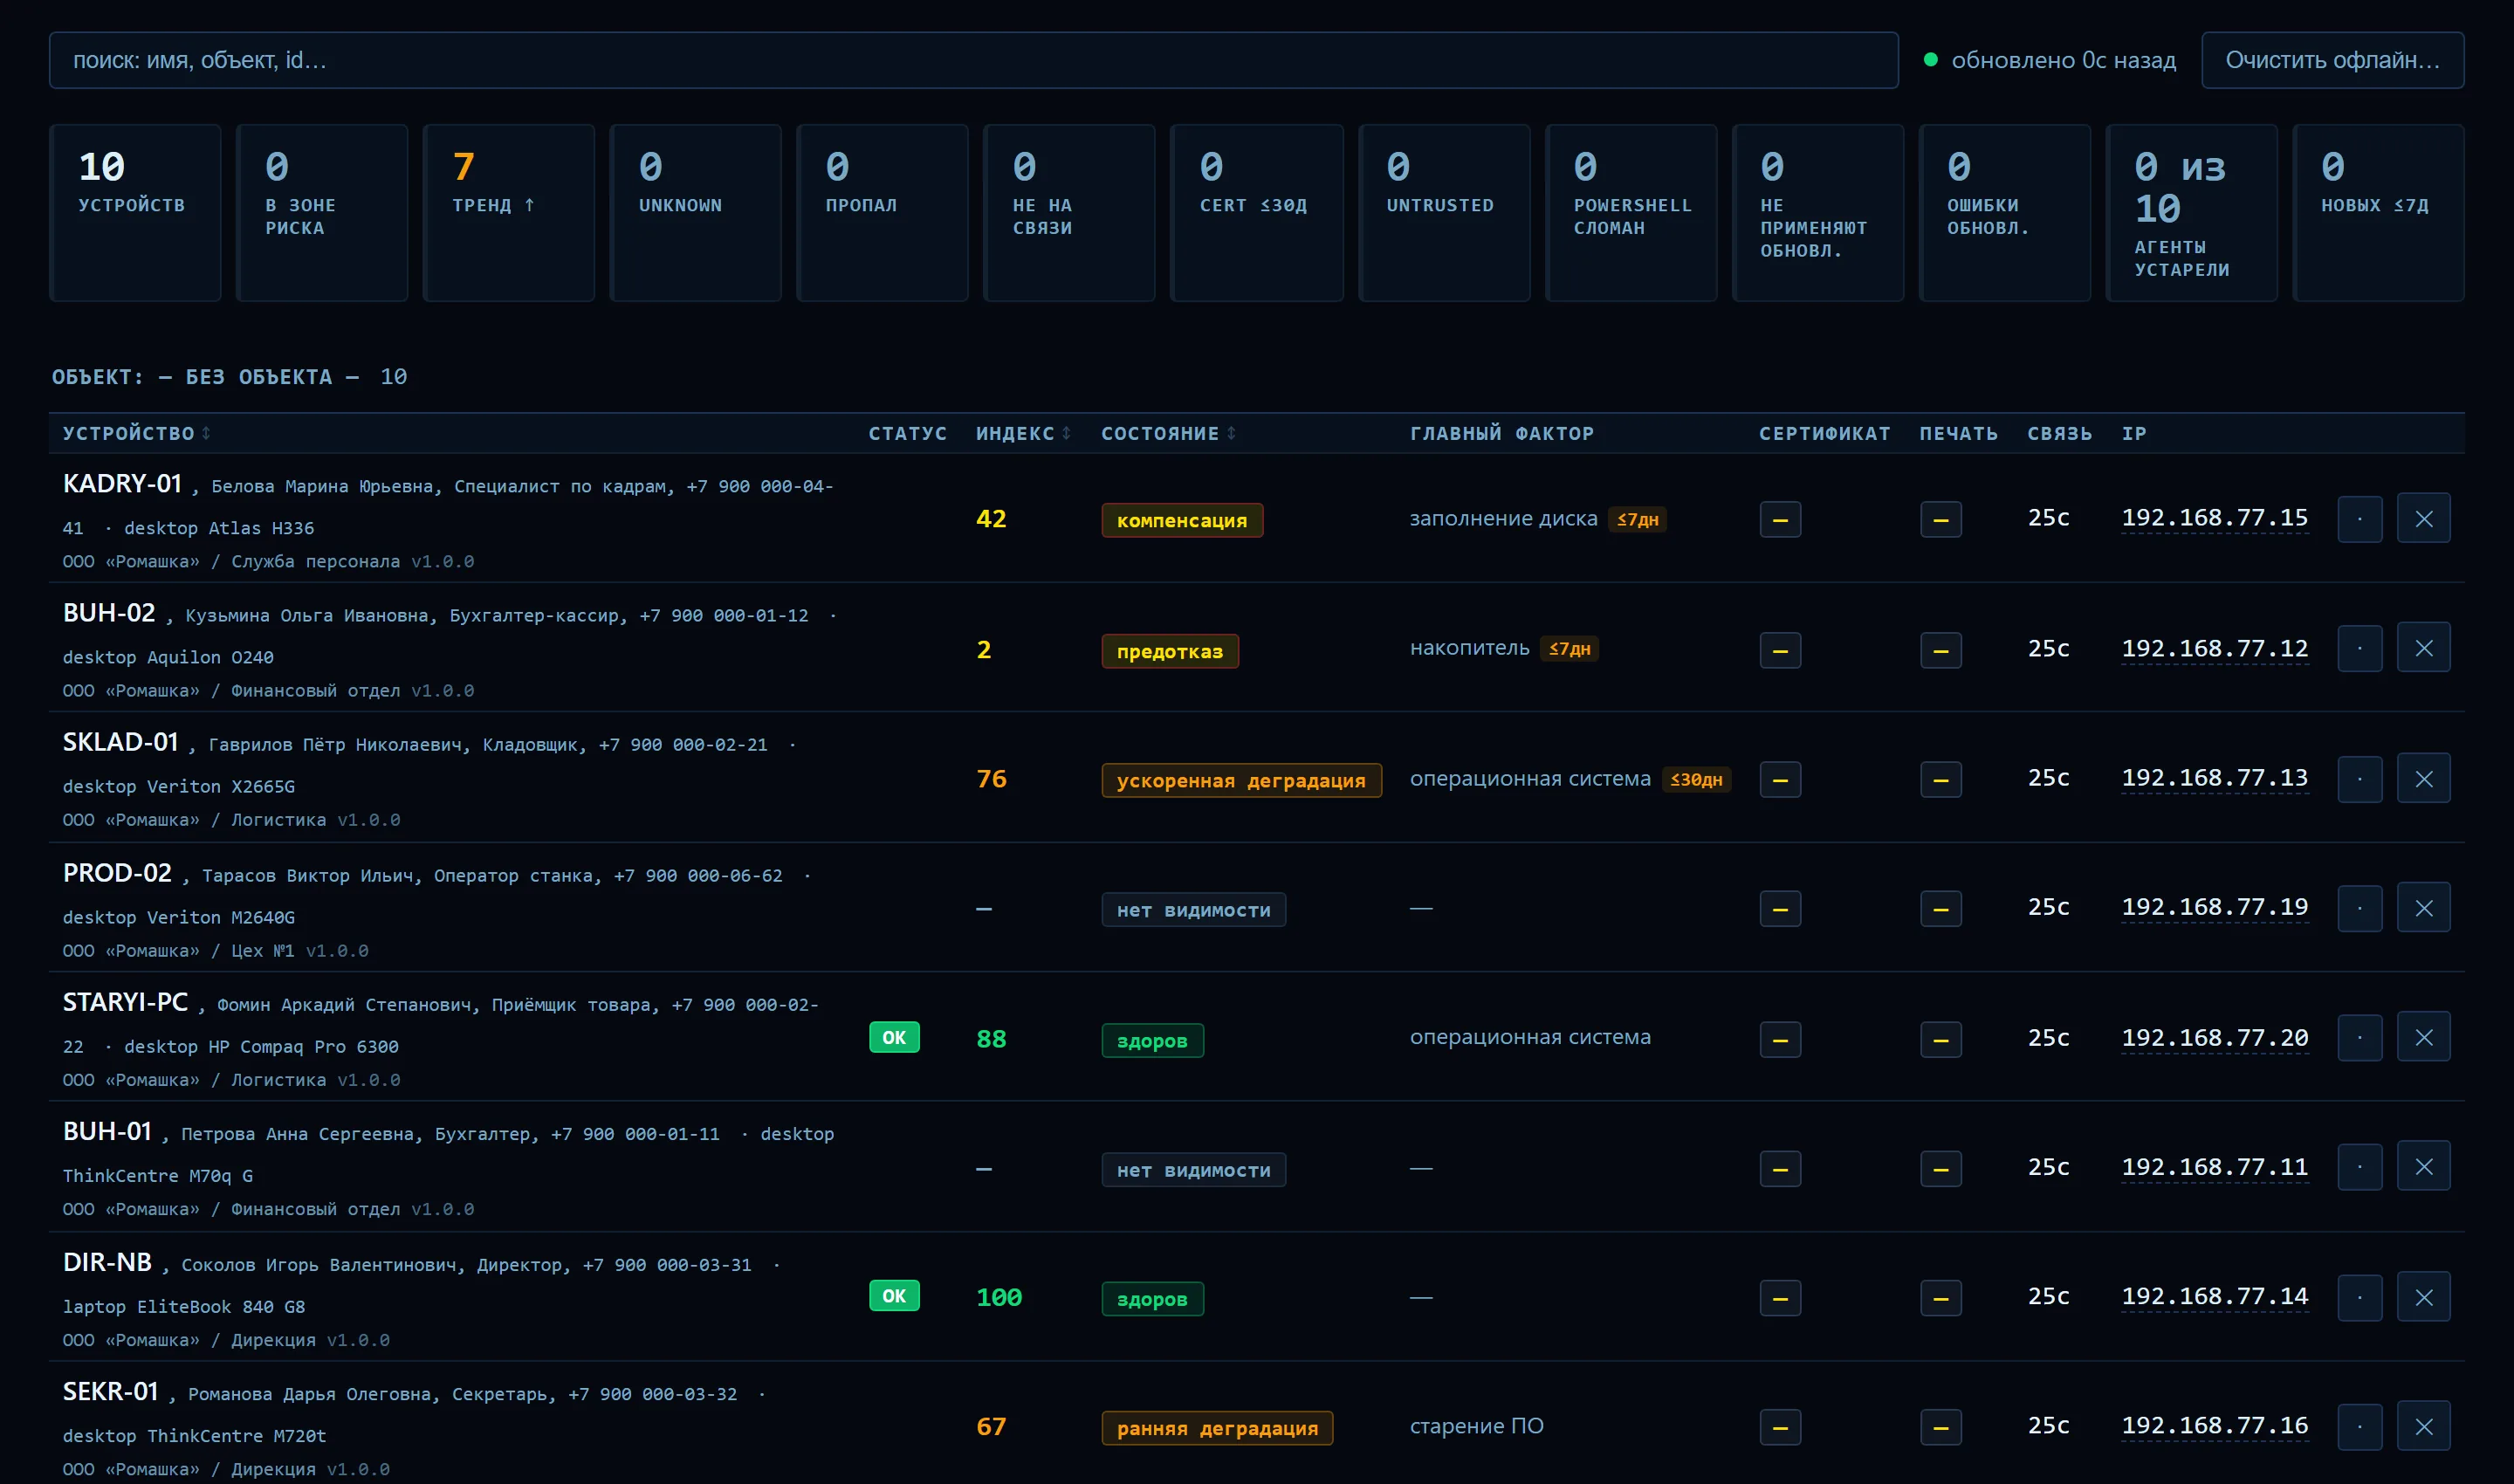 поиск: имя, объект, id…
обновлено 0с назад
Очистить офлайн…
10
УСТРОЙСТВ
0
В ЗОНЕ
РИСКА
7
ТРЕНД ↑
0
UNKNOWN
0
ПРОПАЛ
0
НЕ НА
СВЯЗИ
0
CERT ≤30Д
0
UNTRUSTED
0
POWERSHELL
СЛОМАН
0
НЕ
ПРИМЕНЯЮТ
ОБНОВЛ.
0
ОШИБКИ
ОБНОВЛ.
0 из
10
АГЕНТЫ
УСТАРЕЛИ
0
НОВЫХ ≤7Д
ОБЪЕКТ: — БЕЗ ОБЪЕКТА — 10
УСТРОЙСТВО ↕ СТАТУС ИНДЕКС ↕ СОСТОЯНИЕ ↕ ГЛАВНЫЙ ФАКТОР СЕРТИФИКАТ ПЕЧАТЬ СВЯЗЬ IP
KADRY-01 , Белова Марина Юрьевна, Специалист по кадрам, +7 900 000-04-
41 · desktop Atlas H336
ООО «Ромашка» / Служба персонала v1.0.0
42 компенсация заполнение диска ≤7дн — — 25с 192.168.77.15 · ×
BUH-02 , Кузьмина Ольга Ивановна, Бухгалтер-кассир, +7 900 000-01-12 ·
desktop Aquilon O240
ООО «Ромашка» / Финансовый отдел v1.0.0
2 предотказ накопитель ≤7дн — — 25с 192.168.77.12 · ×
SKLAD-01 , Гаврилов Пётр Николаевич, Кладовщик, +7 900 000-02-21 ·
desktop Veriton X2665G
ООО «Ромашка» / Логистика v1.0.0
76 ускоренная деградация операционная система ≤30дн — — 25с 192.168.77.13 · ×
PROD-02 , Тарасов Виктор Ильич, Оператор станка, +7 900 000-06-62 ·
desktop Veriton M2640G
ООО «Ромашка» / Цех №1 v1.0.0
— нет видимости — — — 25с 192.168.77.19 · ×
STARYI-PC , Фомин Аркадий Степанович, Приёмщик товара, +7 900 000-02-
22 · desktop HP Compaq Pro 6300
ООО «Ромашка» / Логистика v1.0.0
OK 88 здоров операционная система — — 25с 192.168.77.20 · ×
BUH-01 , Петрова Анна Сергеевна, Бухгалтер, +7 900 000-01-11 · desktop
ThinkCentre M70q G
ООО «Ромашка» / Финансовый отдел v1.0.0
— нет видимости — — — 25с 192.168.77.11 · ×
DIR-NB , Соколов Игорь Валентинович, Директор, +7 900 000-03-31 ·
laptop EliteBook 840 G8
ООО «Ромашка» / Дирекция v1.0.0
OK 100 здоров — — — 25с 192.168.77.14 · ×
SEKR-01 , Романова Дарья Олеговна, Секретарь, +7 900 000-03-32 ·
desktop ThinkCentre M720t
ООО «Ромашка» / Дирекция v1.0.0
67 ранняя деградация старение ПО — — 25с 192.168.77.16 · ×